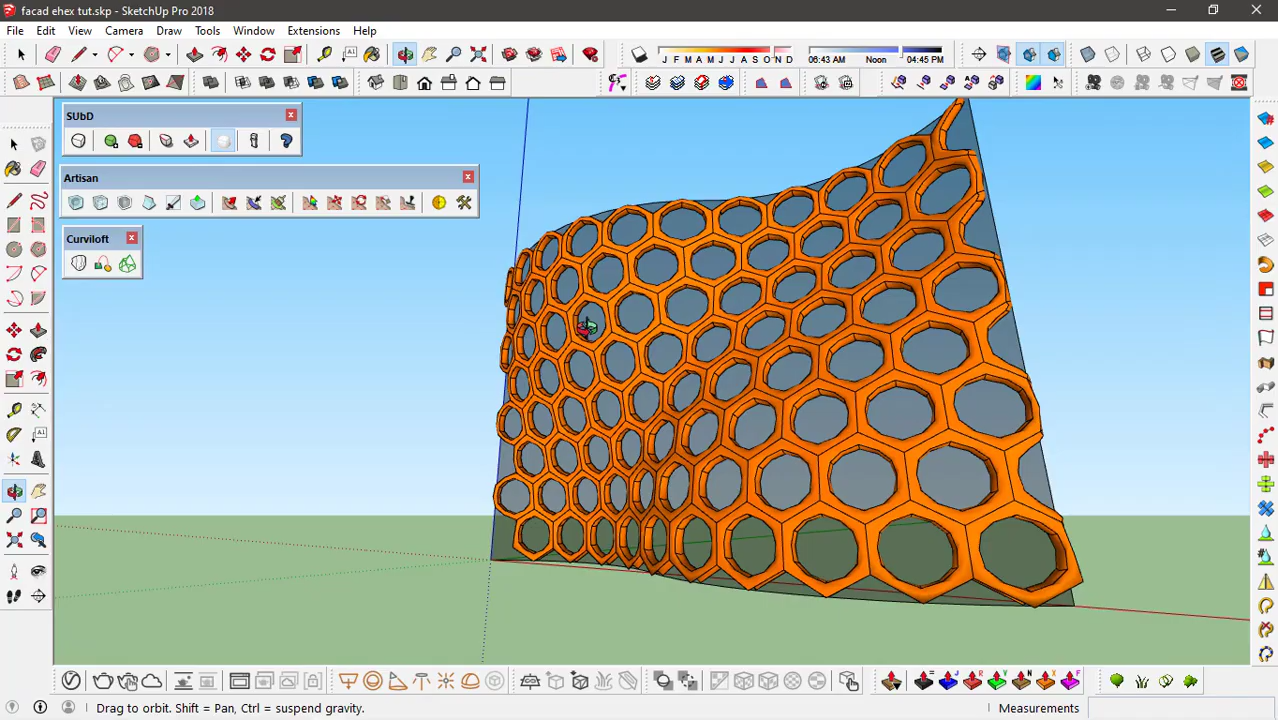 facad ehex tut.skp - SketchUp Pro 2018
File Edit View Camera Draw Tools Window Extensions Help
J F M A M J J A S O N D
06:43 AM Noon 04:45 PM
SUbD
Artisan
Curviloft
Drag to orbit. Shift = Pan, Ctrl = suspend gravity.
Measurements